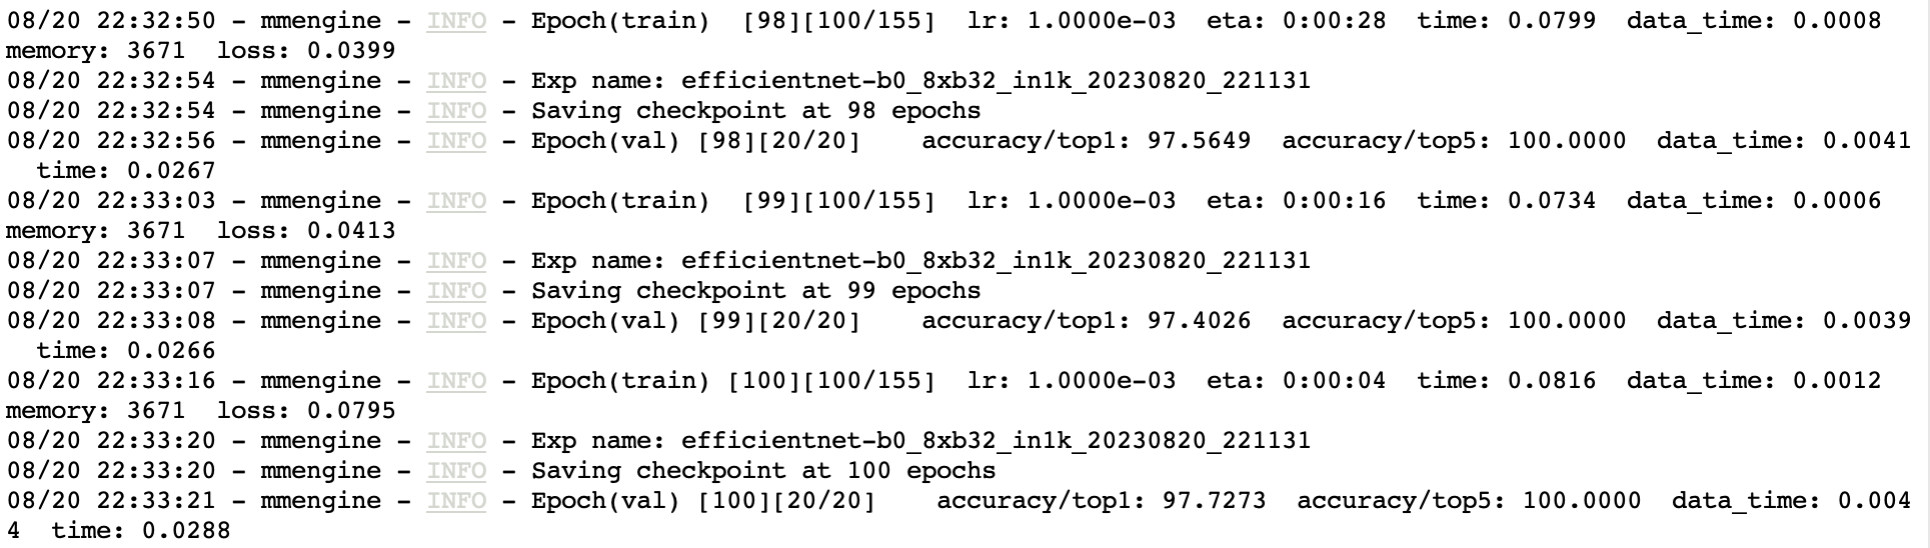 08/20 22:32:50 - mmengine - INFO - Epoch(train)  [98][100/155]  lr: 1.0000e-03  eta: 0:00:28  time: 0.0799  data_time: 0.0008
memory: 3671  loss: 0.0399
08/20 22:32:54 - mmengine - INFO - Exp name: efficientnet-b0_8xb32_in1k_20230820_221131
08/20 22:32:54 - mmengine - INFO - Saving checkpoint at 98 epochs
08/20 22:32:56 - mmengine - INFO - Epoch(val) [98][20/20]    accuracy/top1: 97.5649  accuracy/top5: 100.0000  data_time: 0.0041
  time: 0.0267
08/20 22:33:03 - mmengine - INFO - Epoch(train)  [99][100/155]  lr: 1.0000e-03  eta: 0:00:16  time: 0.0734  data_time: 0.0006
memory: 3671  loss: 0.0413
08/20 22:33:07 - mmengine - INFO - Exp name: efficientnet-b0_8xb32_in1k_20230820_221131
08/20 22:33:07 - mmengine - INFO - Saving checkpoint at 99 epochs
08/20 22:33:08 - mmengine - INFO - Epoch(val) [99][20/20]    accuracy/top1: 97.4026  accuracy/top5: 100.0000  data_time: 0.0039
  time: 0.0266
08/20 22:33:16 - mmengine - INFO - Epoch(train) [100][100/155]  lr: 1.0000e-03  eta: 0:00:04  time: 0.0816  data_time: 0.0012
memory: 3671  loss: 0.0795
08/20 22:33:20 - mmengine - INFO - Exp name: efficientnet-b0_8xb32_in1k_20230820_221131
08/20 22:33:20 - mmengine - INFO - Saving checkpoint at 100 epochs
08/20 22:33:21 - mmengine - INFO - Epoch(val) [100][20/20]    accuracy/top1: 97.7273  accuracy/top5: 100.0000  data_time: 0.004
4  time: 0.0288